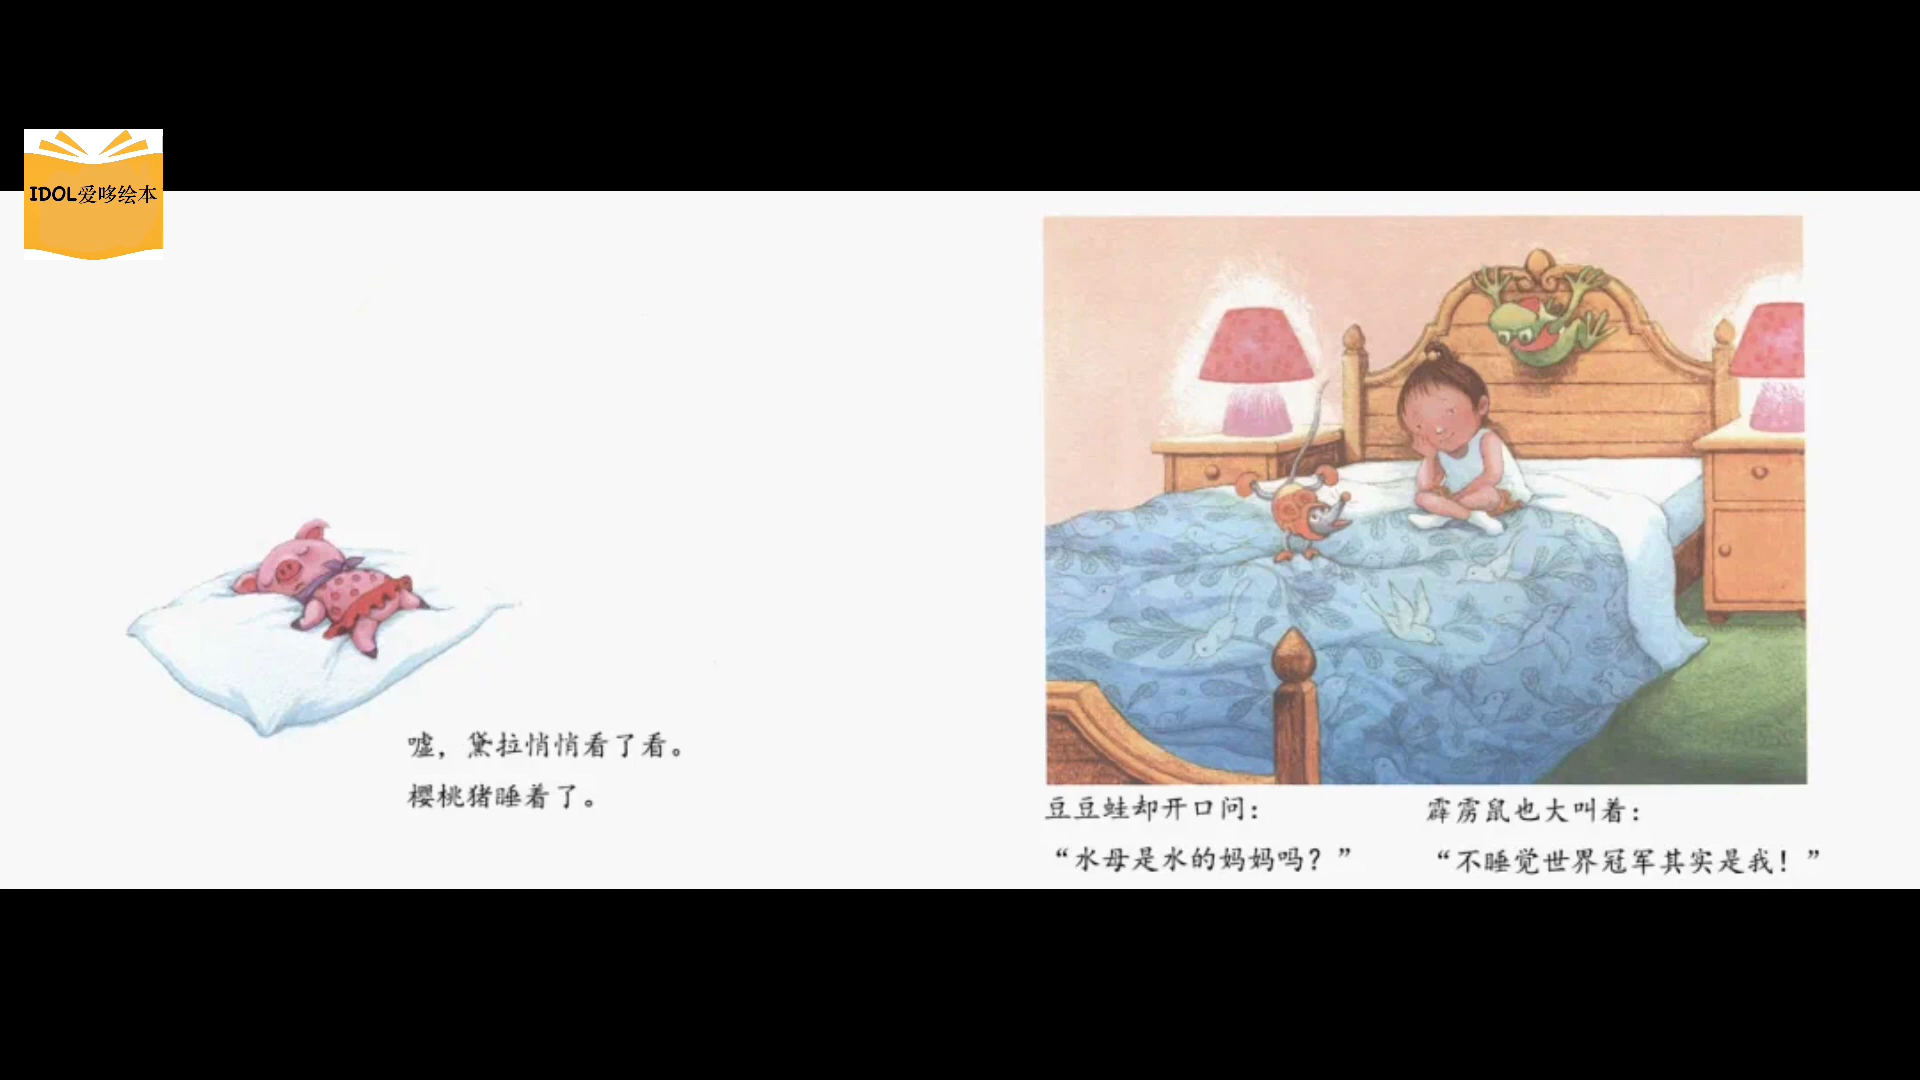 IDOL爱哆绘本
嘘，黛拉悄悄看了看。
樱桃猪睡着了。
豆豆蛙却开口问：
“水母是水的妈妈吗？”
霹雳鼠也大叫着：
“不睡觉世界冠军其实是我！”